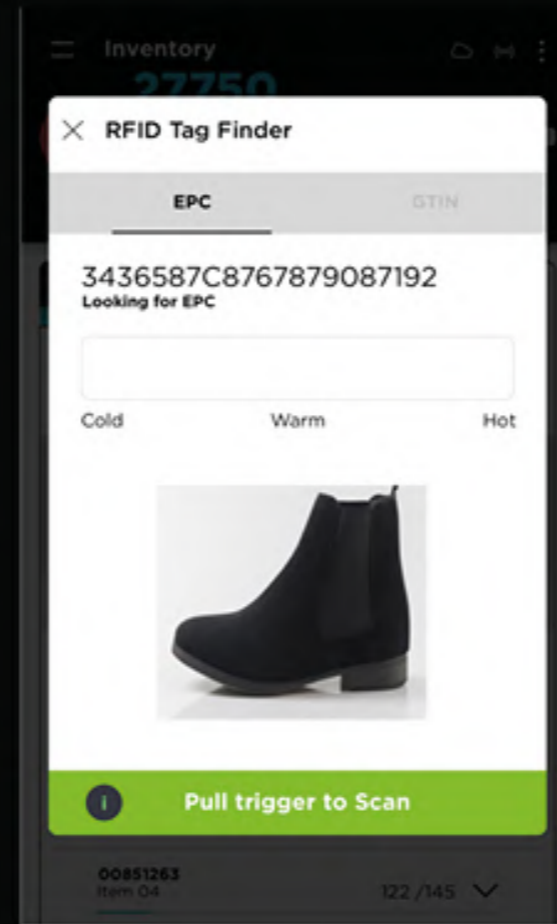 Inventory
27750
RFID Tag Finder
EPC
GTIN
3436587C8767879087192
Looking for EPC
Cold Warm Hot
Pull trigger to Scan
00851263
Item 04
122 /145